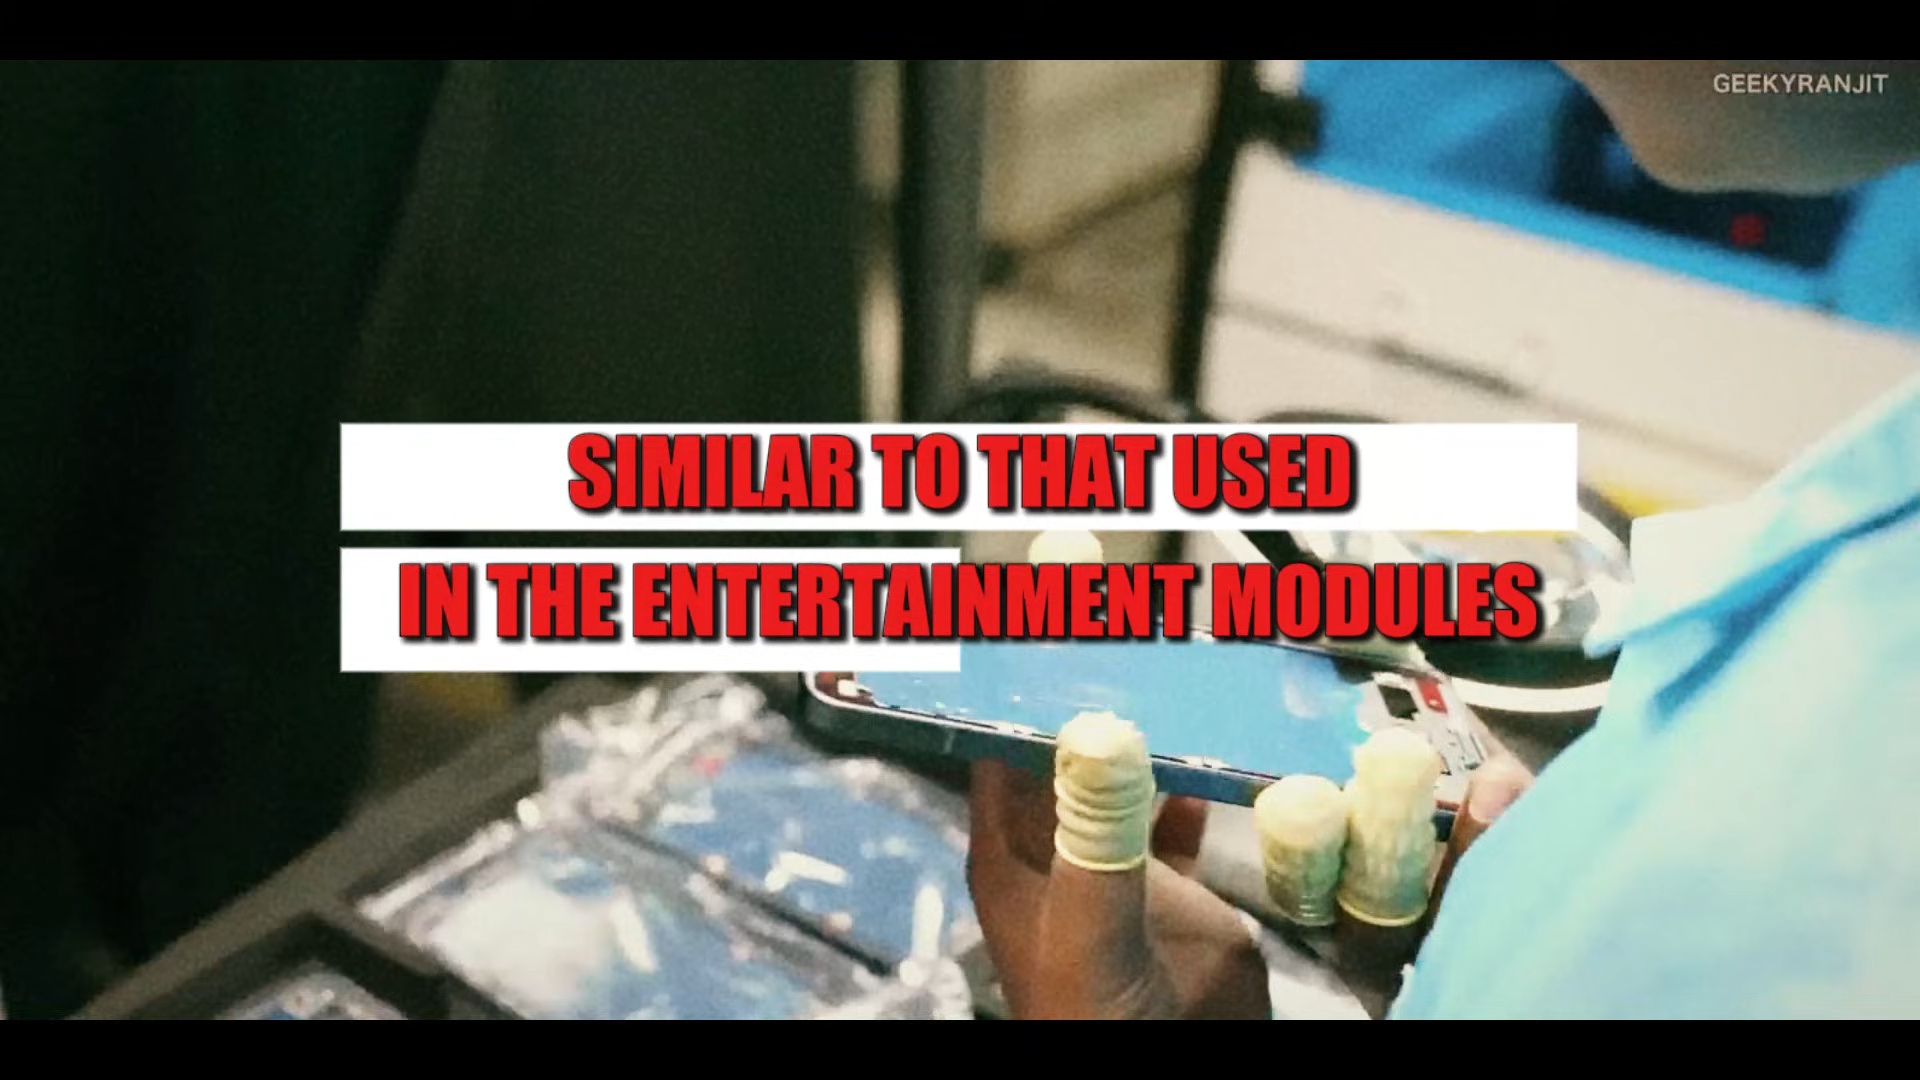 GEEKYRANJIT
SIMILAR TO THAT USED
IN THE ENTERTAINMENT MODULES